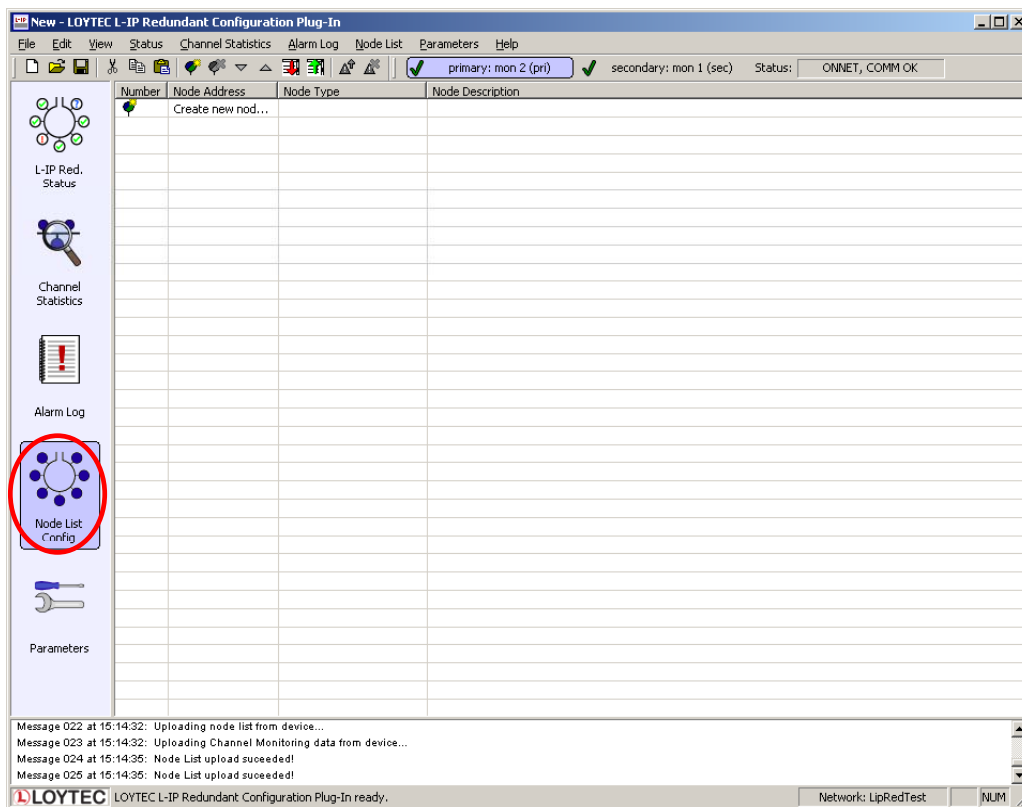 New - LOYTEC L-IP Redundant Configuration Plug-In
File Edit View Status Channel Statistics Alarm Log Node List Parameters Help
primary: mon 2 (pri) secondary: mon 1 (sec) Status: ONNET, COMM OK
Number Node Address Node Type Node Description
Create new nod...
L-IP Red.
Status
Channel
Statistics
Alarm Log
Node List
Config
Parameters
Message 022 at 15:14:32: Uploading node list from device...
Message 023 at 15:14:32: Uploading Channel Monitoring data from device...
Message 024 at 15:14:35: Node List upload suceeded!
Message 025 at 15:14:35: Node List upload suceeded!
LOYTEC LOYTEC L-IP Redundant Configuration Plug-In ready. Network: LipRedTest NUM